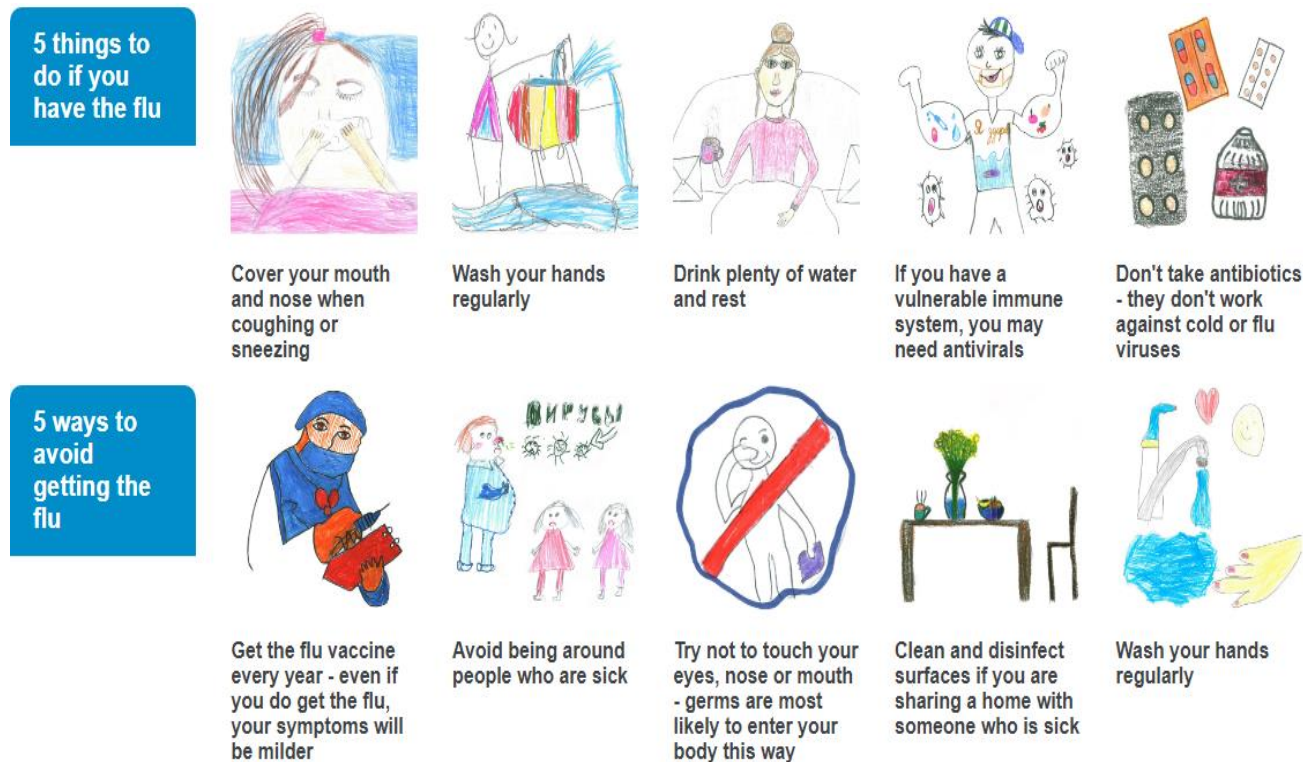 5 things to
do if you
have the flu
Cover your mouth
and nose when
coughing or
sneezing
Wash your hands
regularly
Drink plenty of water
and rest
If you have a
vulnerable immune
system, you may
need antivirals
Don't take antibiotics
- they don't work
against cold or flu
viruses
5 ways to
avoid
getting the
flu
Вирусы
Get the flu vaccine
every year - even if
you do get the flu,
your symptoms will
be milder
Avoid being around
people who are sick
Try not to touch your
eyes, nose or mouth
- germs are most
likely to enter your
body this way
Clean and disinfect
surfaces if you are
sharing a home with
someone who is sick
Wash your hands
regularly